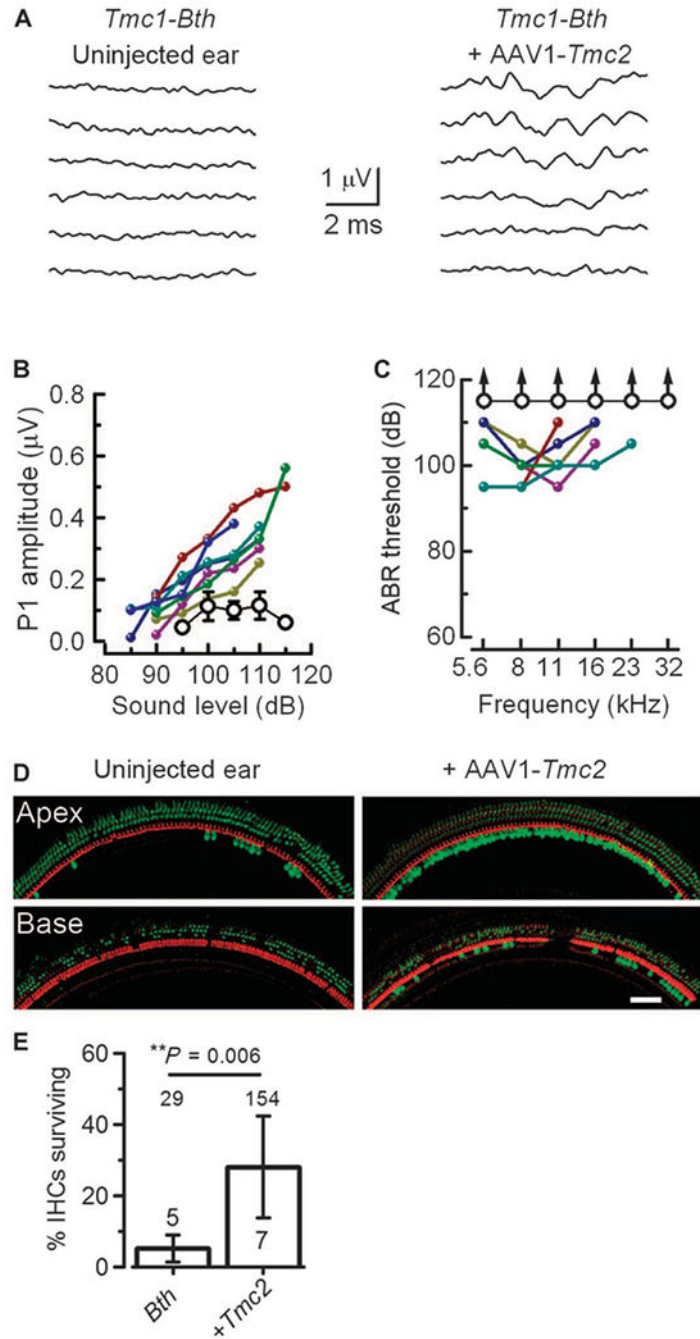 A
Tmc1-Bth
Uninjected ear
Tmc1-Bth
+ AAV1-Tmc2
1 µV
2 ms
B
P1 amplitude (µV)
0.8
0.6
0.4
0.2
0.0
80 90 100 110 120
Sound level (dB)
C
ABR threshold (dB)
120
100
80
60
5.6 8 11 16 23 32
Frequency (kHz)
D
Uninjected ear
+ AAV1-Tmc2
Apex
Base
E
% IHCs surviving
60
40
20
0
**P = 0.006
29 154
5
7
Bth
+Tmc2